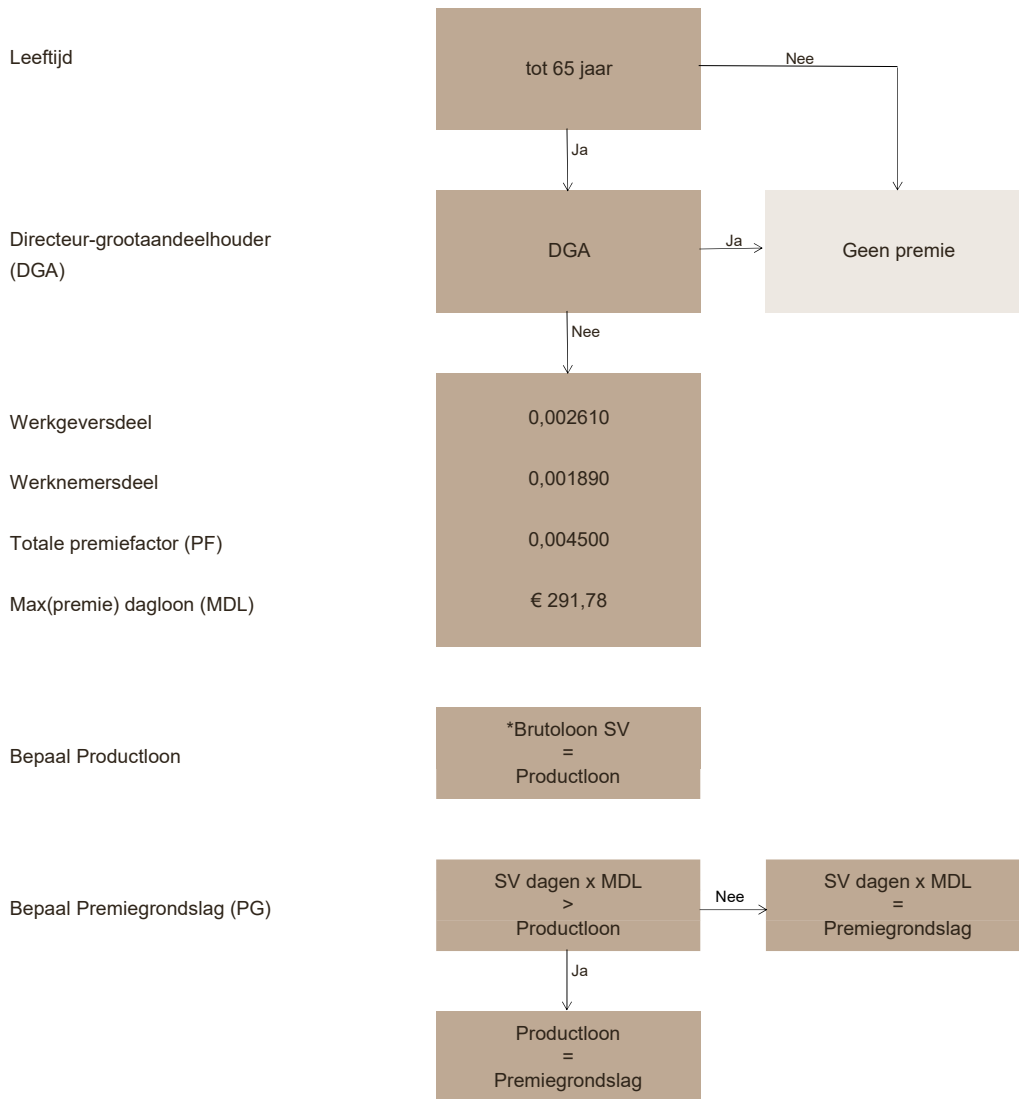 Leeftijd
tot 65 jaar
Nee
Ja
Directeur-grootaandeelhouder
(DGA)
DGA
Ja
Geen premie
Nee
Werkgeversdeel
0,002610
Werknemersdeel
0,001890
Totale premiefactor (PF)
0,004500
Max(premie) dagloon (MDL)
€ 291,78
Bepaal Productloon
*Brutoloon SV
=
Productloon
Bepaal Premiegrondslag (PG)
SV dagen x MDL
>
Productloon
Nee
SV dagen x MDL
=
Premiegrondslag
Ja
Productloon
=
Premiegrondslag